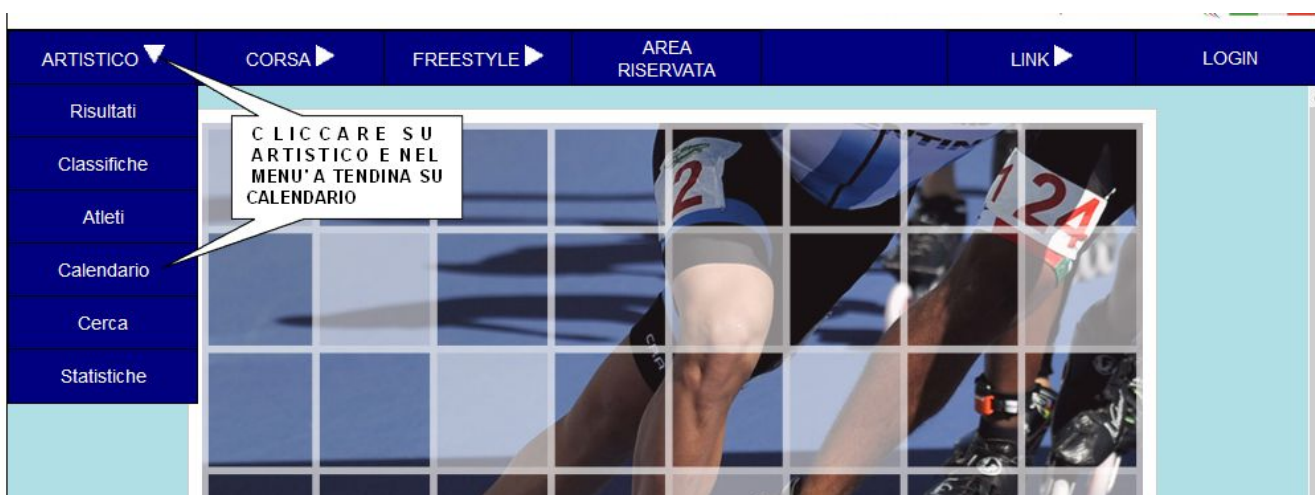 ARTISTICO
CORSA
FREESTYLE
AREA
RISERVATA
LINK
LOGIN
Risultati
Classifiche
Atleti
Calendario
Cerca
Statistiche
CLICCARE SU
ARTISTICO E NEL
MENU' A TENDINA SU
CALENDARIO
2
124